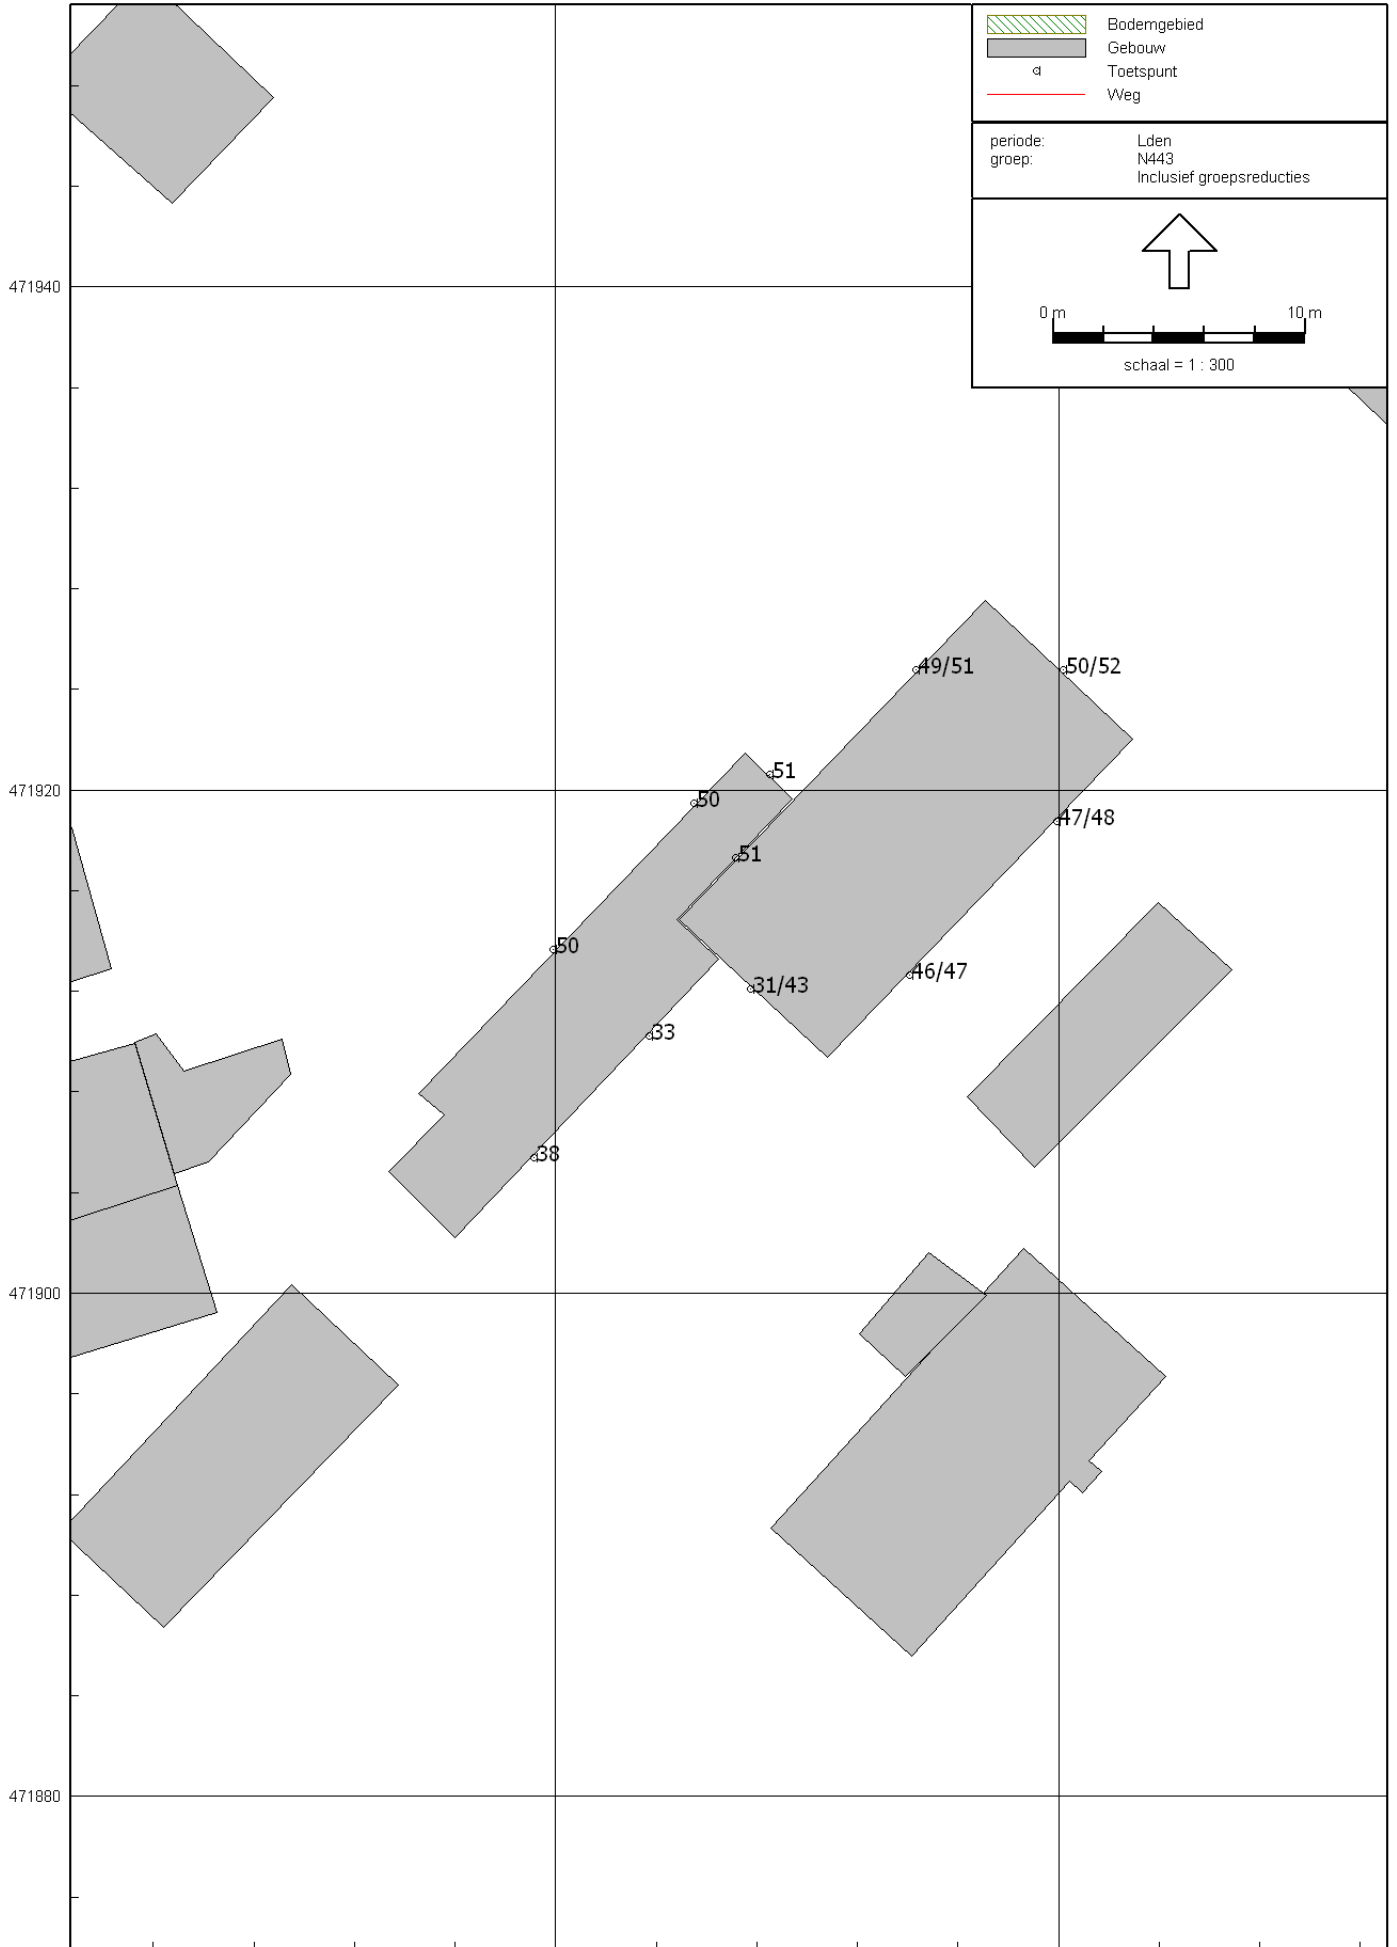 Bodemgebied
Gebouw
Toetspunt
Weg
periode: Lden
groep: N443
Inclusief groepsreducties
0 m 10 m
schaal = 1 : 300
471940
49/51
50/52
51
50
471920
47/48
51
50
46/47
31/43
33
38
471900
471880